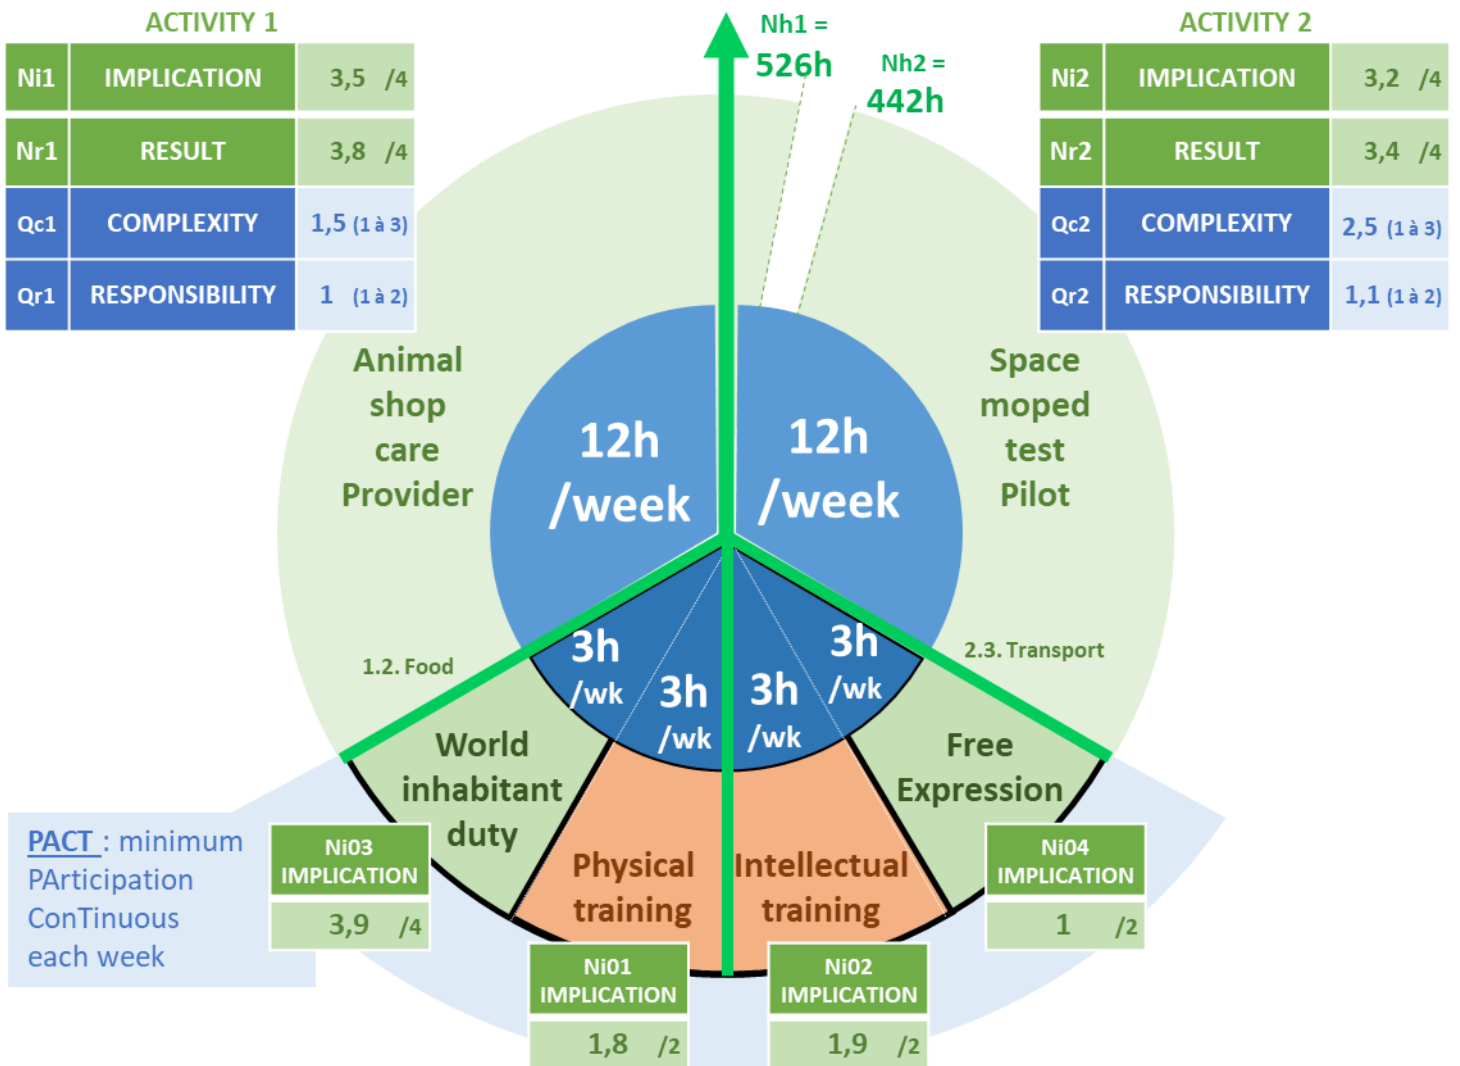 ACTIVITY 1
Ni1 IMPLICATION 3,5 /4
Nr1 RESULT 3,8 /4
Qc1 COMPLEXITY 1,5 (1 à 3)
Qr1 RESPONSIBILITY 1 (1 à 2)
Nh1 =
526h
Nh2 =
442h
ACTIVITY 2
Ni2 IMPLICATION 3,2 /4
Nr2 RESULT 3,4 /4
Qc2 COMPLEXITY 2,5 (1 à 3)
Qr2 RESPONSIBILITY 1,1 (1 à 2)
Animal
shop
care
Provider
12h
/week
12h
/week
Space
moped
test
Pilot
1.2. Food
3h
/wk
3h
/wk
3h
/wk
3h
/wk
2.3. Transport
World
inhabitant
duty
Physical
training
Intellectual
training
Free
Expression
PACT : minimum
PArticipation
ConTinuous
each week
Ni03
IMPLICATION
3,9 /4
Ni01
IMPLICATION
1,8 /2
Ni02
IMPLICATION
1,9 /2
Ni04
IMPLICATION
1 /2